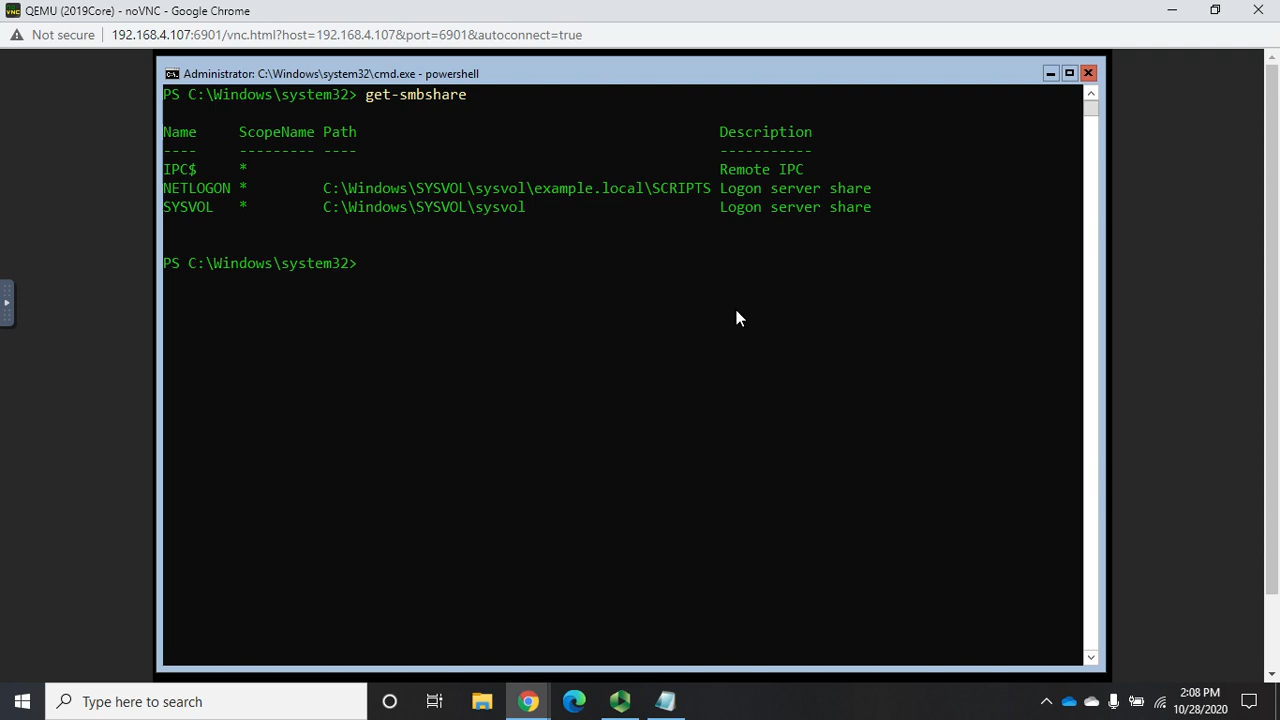 QEMU (2019Core) - noVNC - Google Chrome
Not secure 192.168.4.107:6901/vnc.html?host=192.168.4.107&port=6901&autoconnect=true
Administrator: C:\Windows\system32\cmd.exe - powershell
PS C:\Windows\system32> get-smbshare
Name ScopeName Path Description
---- --------- ---- -----------
IPC$ * Remote IPC
NETLOGON * C:\Windows\SYSVOL\sysvol\example.local\SCRIPTS Logon server share
SYSVOL * C:\Windows\SYSVOL\sysvol Logon server share
PS C:\Windows\system32>
Type here to search
2:08 PM
10/28/2020